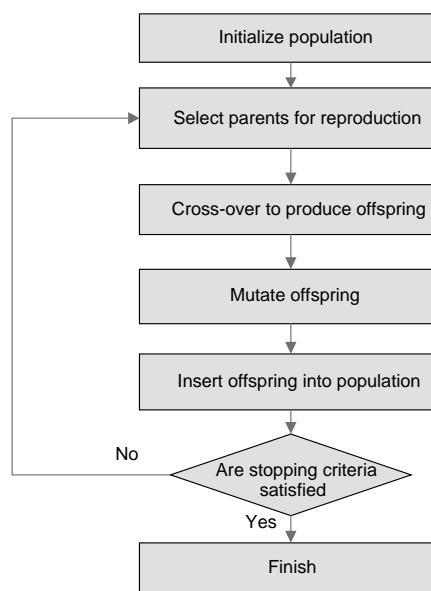 Initialize population
Select parents for reproduction
Cross-over to produce offspring
Mutate offspring
Insert offspring into population
No
Are stopping criteria
satisfied
Yes
Finish